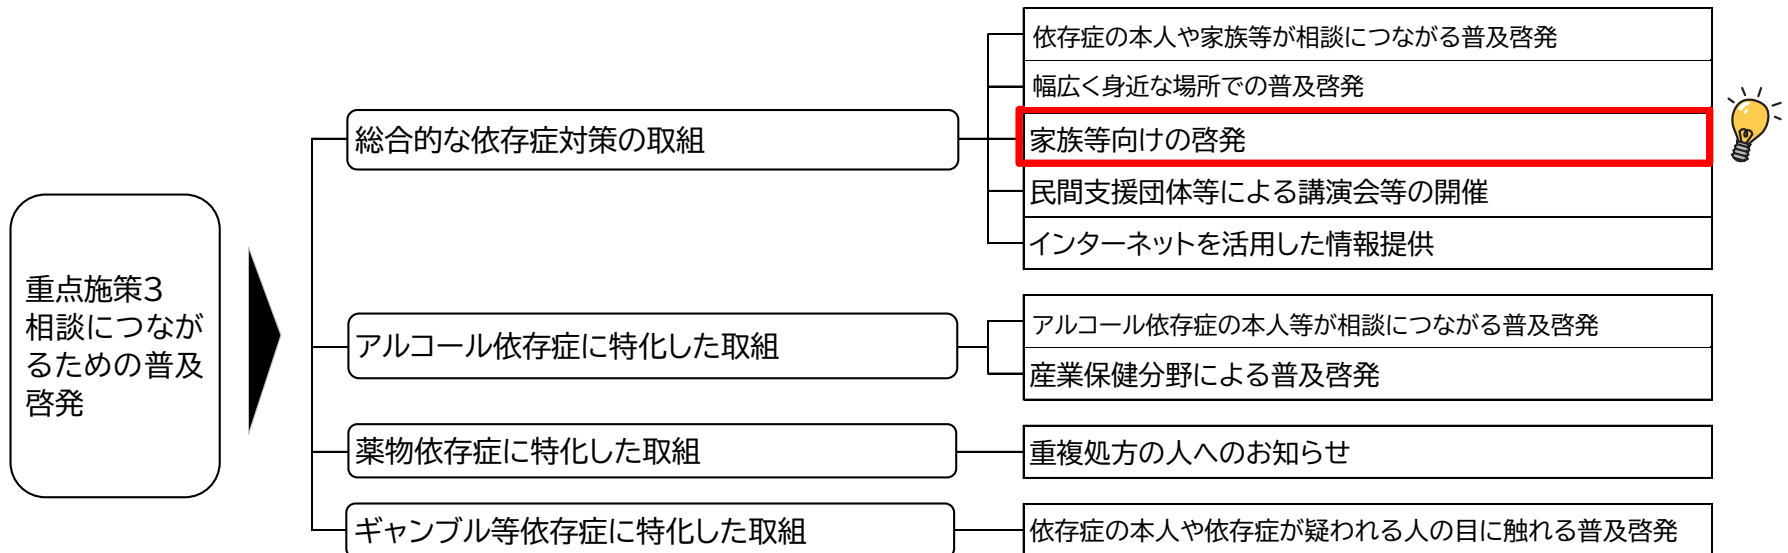 重点施策3
相談につなが
るための普及
啓発
総合的な依存症対策の取組
依存症の本人や家族等が相談につながる普及啓発
幅広く身近な場所での普及啓発
家族等向けの啓発
民間支援団体等による講演会等の開催
インターネットを活用した情報提供
アルコール依存症に特化した取組
アルコール依存症の本人等が相談につながる普及啓発
産業保健分野による普及啓発
薬物依存症に特化した取組
重複処方の人へのお知らせ
ギャンブル等依存症に特化した取組
依存症の本人や依存症が疑われる人の目に触れる普及啓発